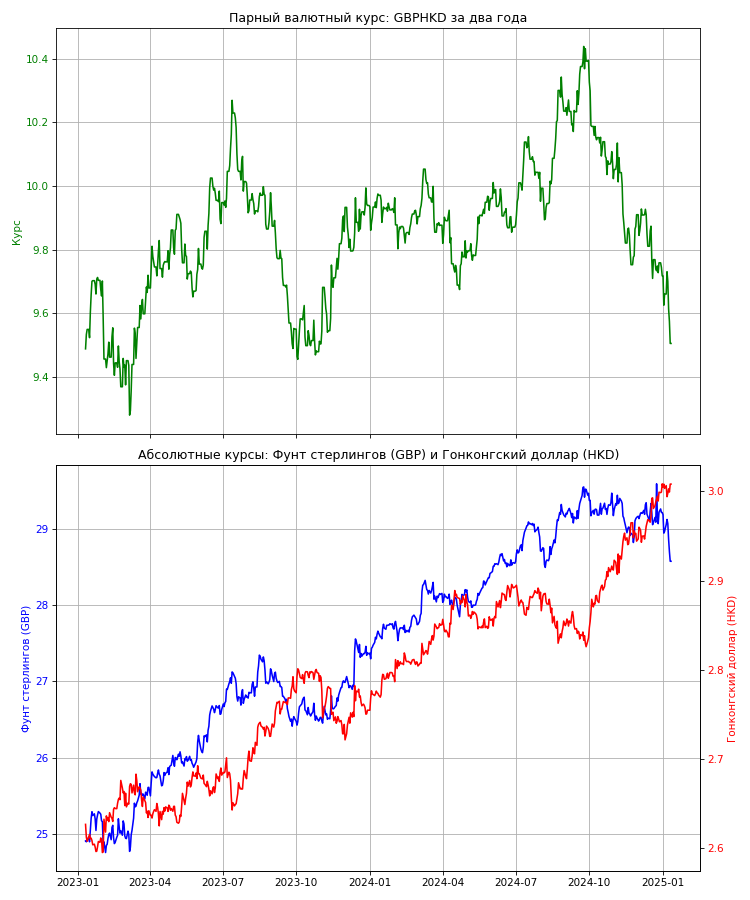 Парный валютный курс: GBPHKD за два года
Курс
10.4
10.2
10.0
9.8
9.6
9.4
Абсолютные курсы: Фунт стерлингов (GBP) и Гонконгский доллар (HKD)
Фунт стерлингов (GBP)
29
28
27
26
25
Гонконгский доллар (HKD)
3.0
2.9
2.8
2.7
2.6
2023-01 2023-04 2023-07 2023-10 2024-01 2024-04 2024-07 2024-10 2025-01